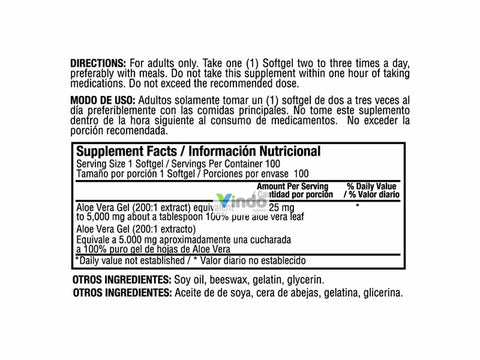 DIRECTIONS: For adults only. Take one (1) Softgel two to three times a day,
preferably with meals. Do not take this supplement within one hour of taking
medications. Do not exceed the recommended dose.
MODO DE USO: Adultos solamente tomar un (1) softgel de dos a tres veces al
día preferiblemente con las comidas principales. No tome este suplemento
dentro de la hora siguiente al consumo de medicamentos. No exceder la
porción recomendada.
Supplement Facts / Información Nutricional
Serving Size 1 Softgel / Servings Per Container 100
Tamaño por porción 1 Softgel / Porciones por envase 100
Amount Per Serving % Daily Value
Cantidad por porcion / % Valor diario
Vindo
Aloe Vera Gel (200:1 extract) 25 mg *
to 5,000 mg about a tablespoon 100% pure aloe vera leaf
Aloe Vera Gel (200:1 extracto)
Equivale a 5.000 mg aproximadamente una cucharada
a 100% puro gel de hojas de Aloe Vera
*Daily value not established / * Valor diario no establecido
OTROS INGREDIENTES: Soy oil, beeswax, gelatin, glycerin.
OTROS INGREDIENTES: Aceite de de soya, cera de abejas, gelatina, glicerina.